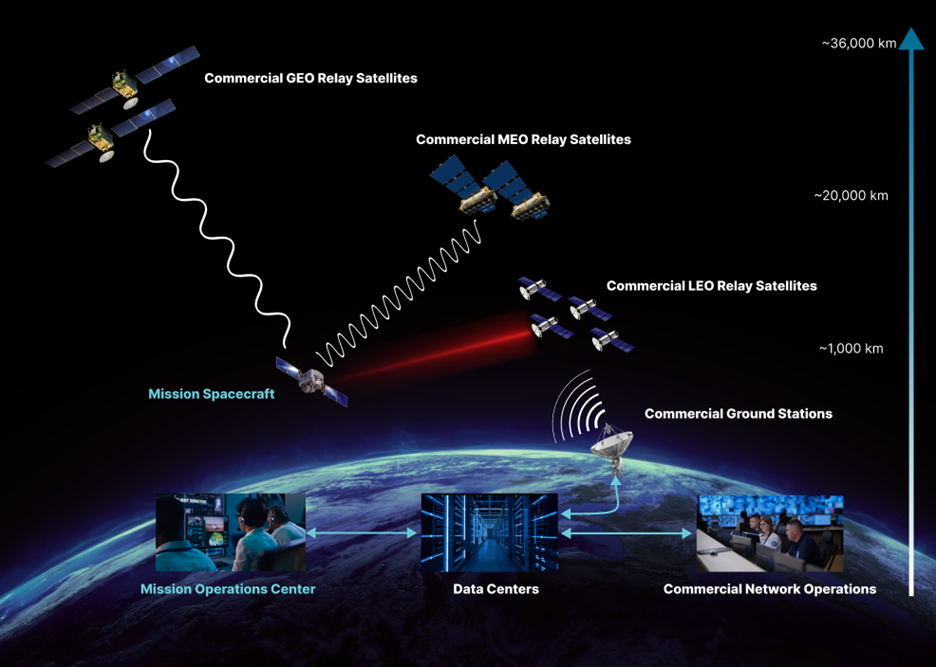 ~36,000 km
Commercial GEO Relay Satellites
Commercial MEO Relay Satellites
~20,000 km
Commercial LEO Relay Satellites
~1,000 km
Mission Spacecraft
Commercial Ground Stations
Mission Operations Center
Data Centers
Commercial Network Operations